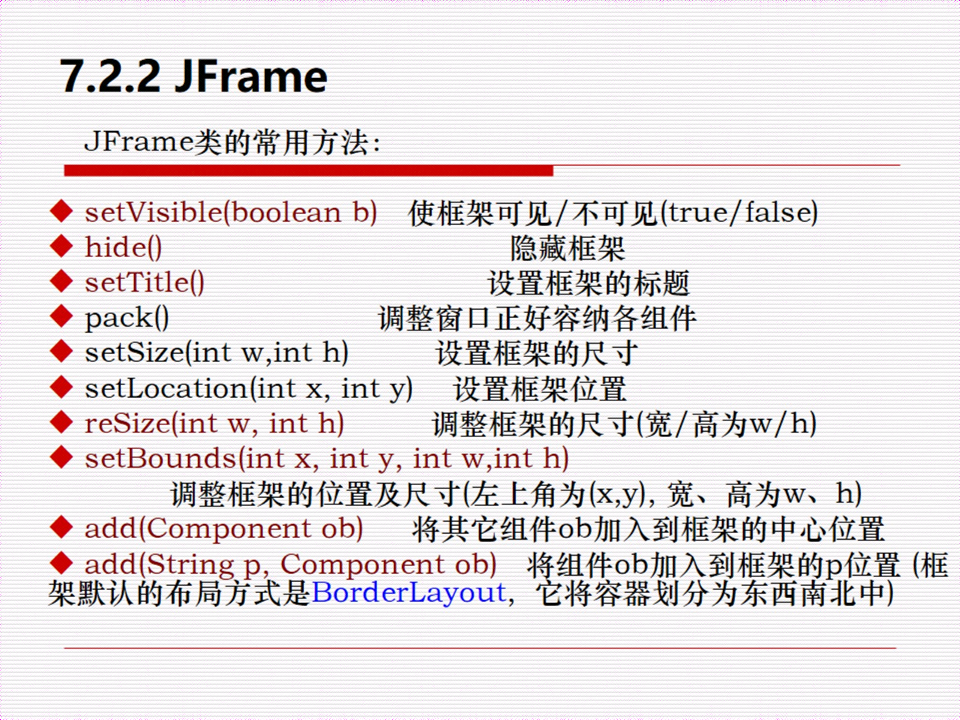 7.2.2 JFrame
JFrame类的常用方法:
◆ setVisible(boolean b) 使框架可见/不可见(true/false)
◆ hide() 隐藏框架
◆ setTitle() 设置框架的标题
◆ pack() 调整窗口正好容纳各组件
◆ setSize(int w,int h) 设置框架的尺寸
◆ setLocation(int x, int y) 设置框架位置
◆ reSize(int w, int h) 调整框架的尺寸(宽/高为w/h)
◆ setBounds(int x, int y, int w,int h)
调整框架的位置及尺寸(左上角为(x,y), 宽、高为w、h)
◆ add(Component ob) 将其它组件ob加入到框架的中心位置
◆ add(String p, Component ob) 将组件ob加入到框架的p位置 (框
架默认的布局方式是BorderLayout，它将容器划分为东西南北中)